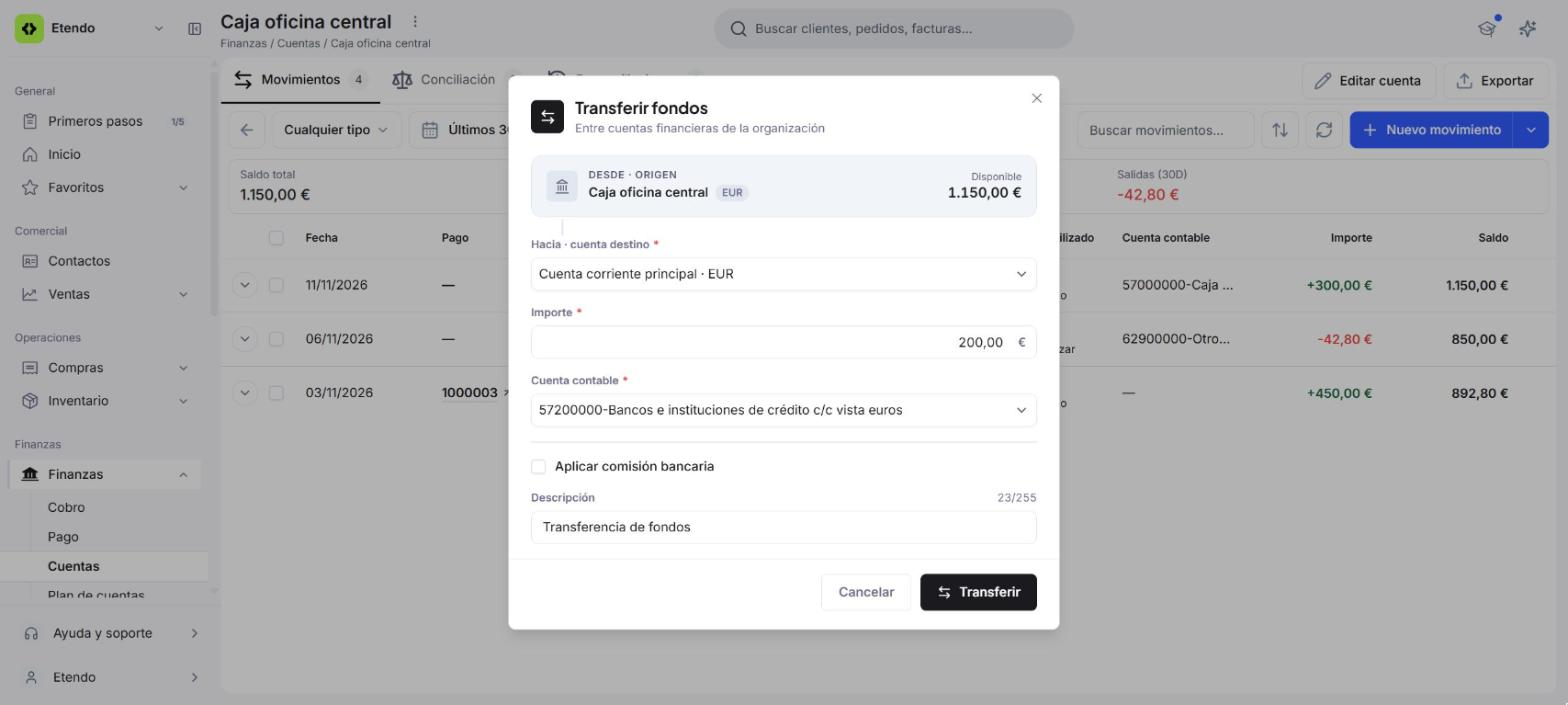 Etendo
Caja oficina central
Finanzas / Cuentas / Caja oficina central
Buscar clientes, pedidos, facturas...
General
Primeros pasos 1/5
Inicio
Favoritos
Comercial
Contactos
Ventas
Operaciones
Compras
Inventario
Finanzas
Finanzas
Cobro
Pago
Cuentas
Plan de cuentas
Ayuda y soporte
Etendo
Movimientos 4
Conciliación
Editar cuenta
Exportar
Cualquier tipo
Últimos 3
Buscar movimientos...
Nuevo movimiento
Saldo total
1.150,00 €
Salidas (30D)
-42,80 €
Fecha Pago ilizado Cuenta contable Importe Saldo
11/11/2026 — o 57000000-Caja ... +300,00 € 1.150,00 €
06/11/2026 — zar 62900000-Otro... -42,80 € 850,00 €
03/11/2026 1000003 o — +450,00 € 892,80 €
Transferir fondos
Entre cuentas financieras de la organización
DESDE · ORIGEN
Caja oficina central EUR
Disponible
1.150,00 €
Hacia · cuenta destino *
Cuenta corriente principal · EUR
Importe *
200,00 €
Cuenta contable *
57200000-Bancos e instituciones de crédito c/c vista euros
Aplicar comisión bancaria
Descripción 23/255
Transferencia de fondos
Cancelar
Transferir